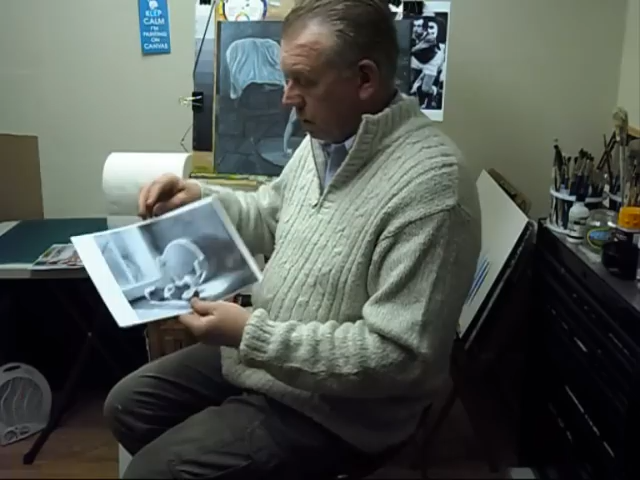 KEEP
CALM
I'M
PAINTING
ON
CANVAS